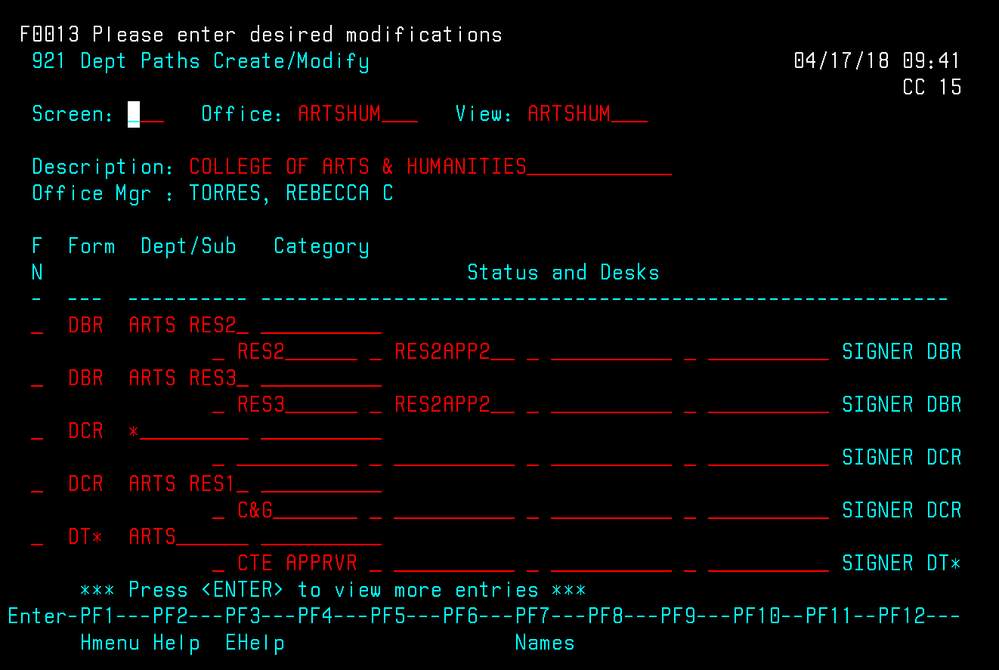 F0013 Please enter desired modifications
921 Dept Paths Create/Modify 04/17/18 09:41
CC 15
Screen: ___ Office: ARTSHUM___ View: ARTSHUM___
Description: COLLEGE OF ARTS & HUMANITIES____________
Office Mgr : TORRES, REBECCA C
F Form Dept/Sub Category
N Status and Desks
- --- ---------- ---------------------------------------------------------
_ DBR ARTS RES2_ __________
_ RES2______ _ RES2APP2__ _ __________ _ __________ SIGNER DBR
_ DBR ARTS RES3_ __________
_ RES3______ _ RES2APP2__ _ __________ _ __________ SIGNER DBR
_ DCR *_________ __________
_ __________ _ __________ _ __________ _ __________ SIGNER DCR
_ DCR ARTS RES1_ __________
_ C&G_______ _ __________ _ __________ _ __________ SIGNER DCR
_ DT* ARTS______ __________
_ CTE APPRVR _ __________ _ __________ _ __________ SIGNER DT*
*** Press <ENTER> to view more entries ***
Enter-PF1---PF2---PF3---PF4---PF5---PF6---PF7---PF8---PF9---PF10--PF11--PF12---
Hmenu Help EHelp Names